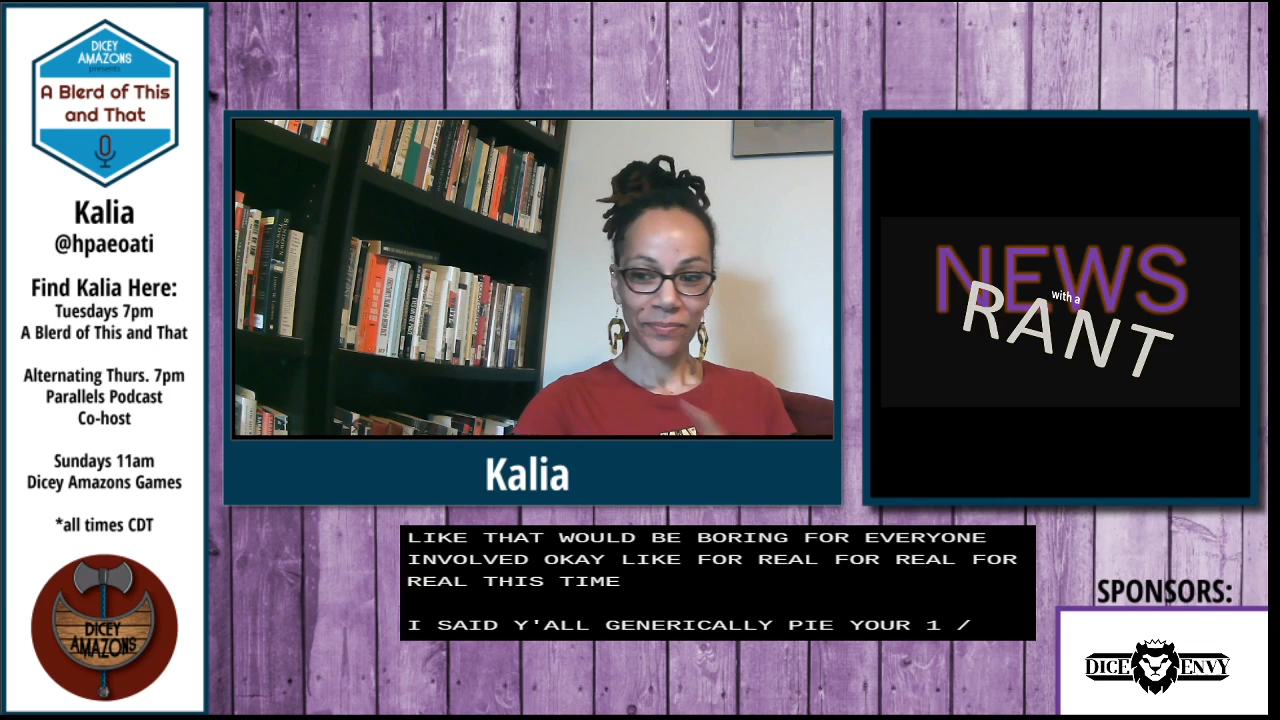 DICEY
AMAZONS
presents
A Blerd of This
and That
Kalia
@hpaeoati
Find Kalia Here:
Tuesdays 7pm
A Blerd of This and That
Alternating Thurs. 7pm
Parallels Podcast
Co-host
Sundays 11am
Dicey Amazons Games
*all times CDT
DICEY
AMAZONS
Kalia
NEWS
with a
RANT
LIKE THAT WOULD BE BORING FOR EVERYONE
INVOLVED OKAY LIKE FOR REAL FOR REAL FOR
REAL THIS TIME
I SAID Y'ALL GENERICALLY PIE YOUR 1 /
SPONSORS:
DICE ENVY